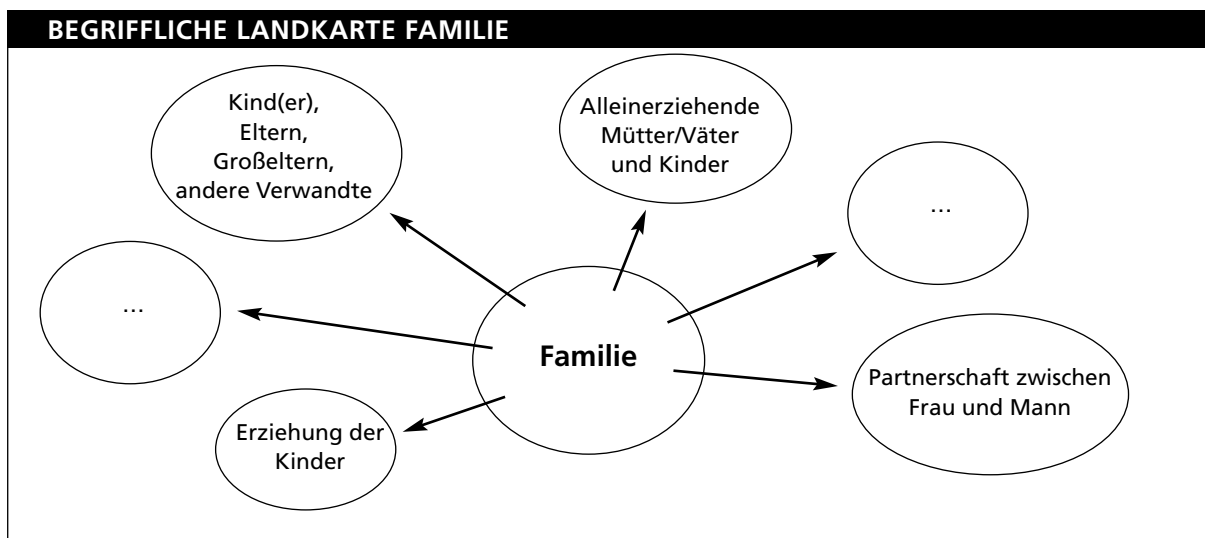 BEGRIFFLICHE LANDKARTE FAMILIE
Kind(er),
Eltern,
Großeltern,
andere Verwandte
Alleinerziehende
Mütter/Väter
und Kinder
...
...
Familie
Partnerschaft zwischen
Frau und Mann
Erziehung der
Kinder